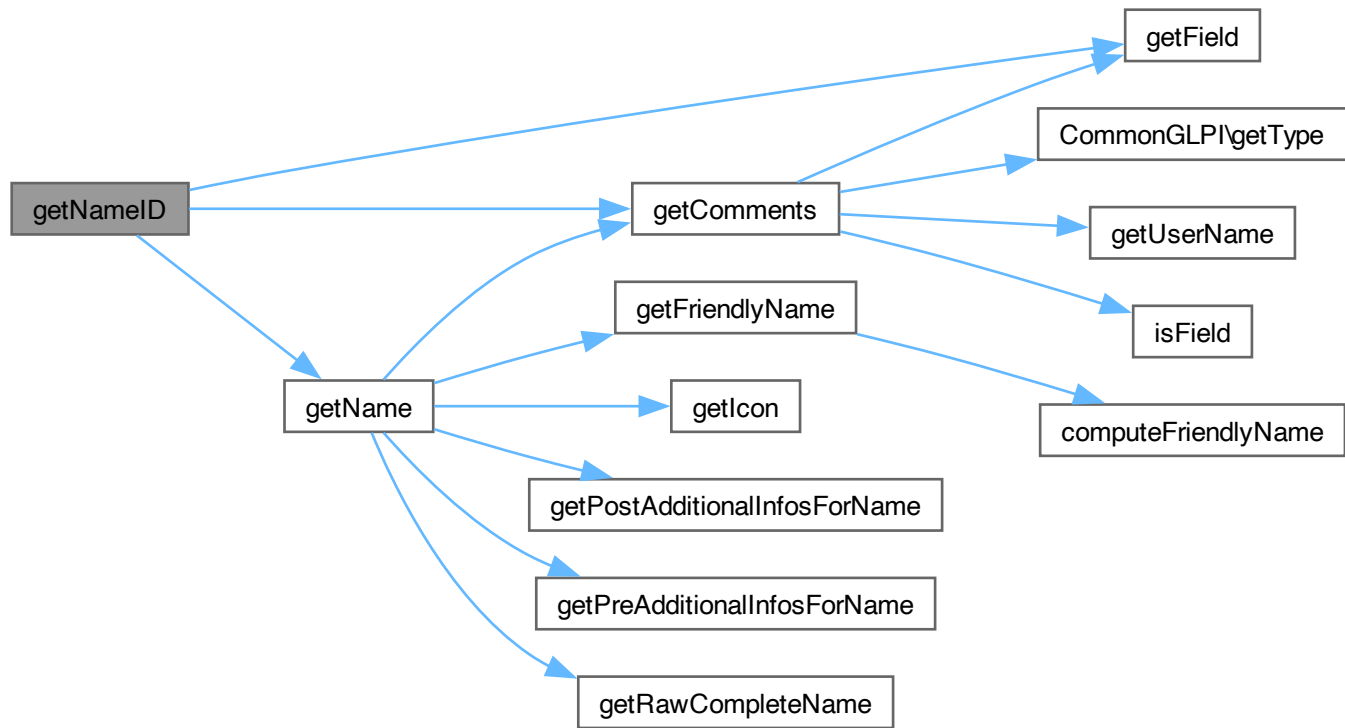 getField
CommonGLPI\getType
getNameID
getComments
getUserName
getFriendlyName
isField
getName
getIcon
computeFriendlyName
getPostAdditionalInfosForName
getPreAdditionalInfosForName
getRawCompleteName